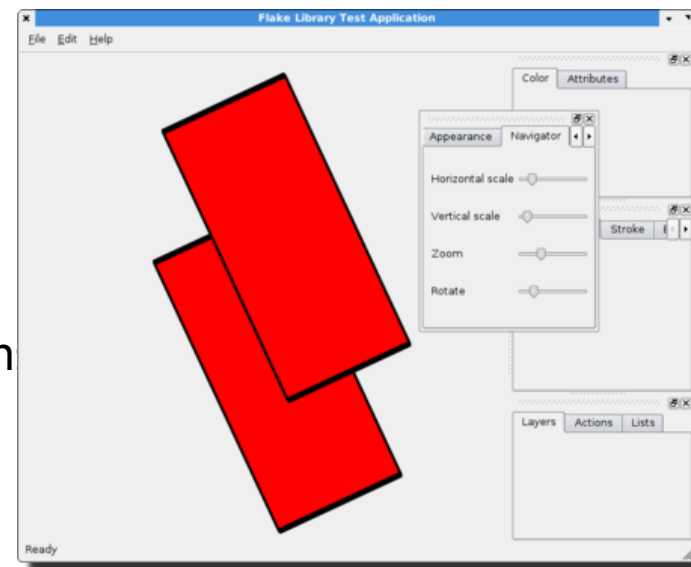 Flake Library Test Application
File Edit Help
Color Attributes
Appearance Navigator
Horizontal scale
Vertical scale
Zoom
Rotate
Stroke
Layers Actions Lists
Ready